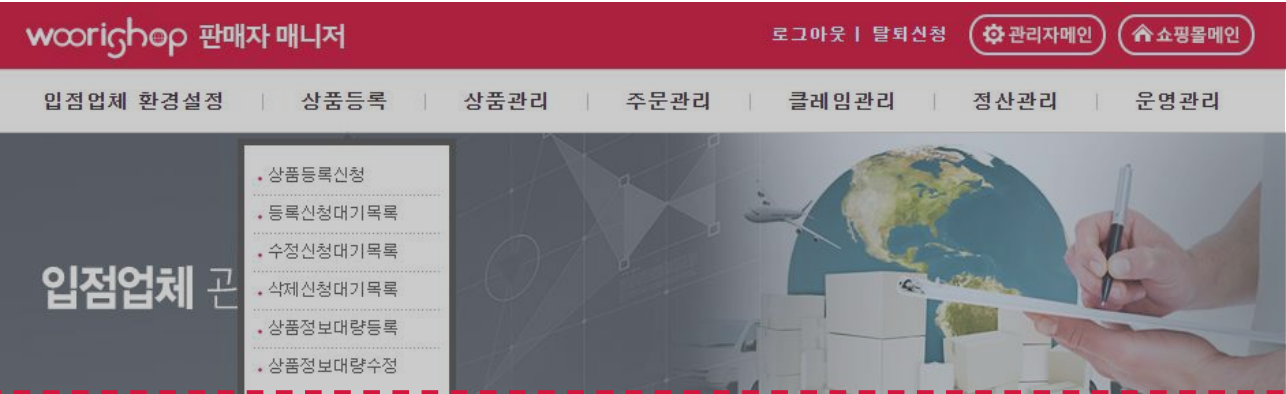 woorishop 판매자 매니저
로그아웃 | 탈퇴신청 관리자메인 쇼핑몰메인
입점업체 환경설정 | 상품등록 | 상품관리 | 주문관리 | 클레임관리 | 정산관리 | 운영관리
상품등록신청
등록신청대기목록
수정신청대기목록
삭제신청대기목록
상품정보대량등록
상품정보대량수정
입점업체